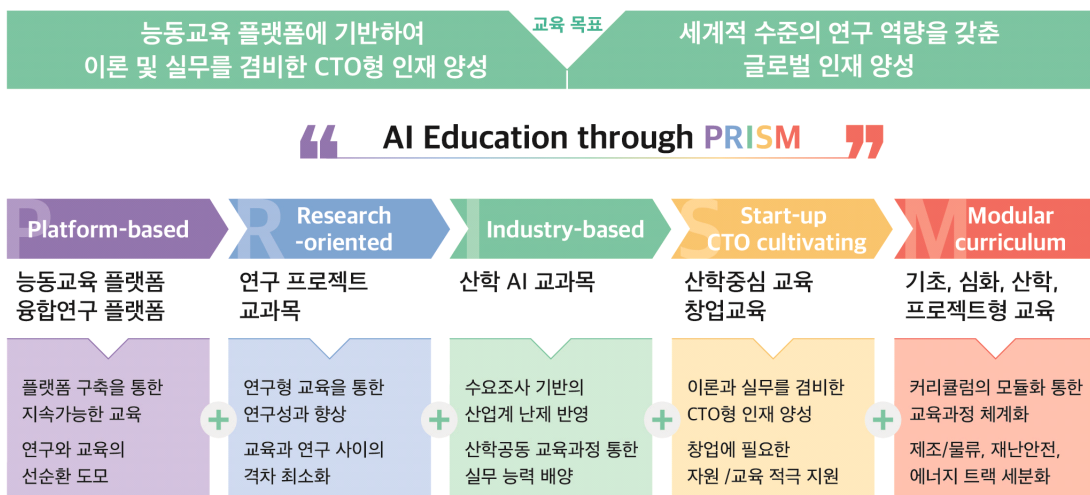 능동교육 플랫폼에 기반하여
이론 및 실무를 겸비한 CTO형 인재 양성
교육 목표
세계적 수준의 연구 역량을 갖춘
글로벌 인재 양성
“ AI Education through PRISM ”
P
Platform-based
능동교육 플랫폼
융합연구 플랫폼
플랫폼 구축을 통한
지속가능한 교육
연구와 교육의
선순환 도모
+
R
Research
-oriented
연구 프로젝트
교과목
연구형 교육을 통한
연구성과 향상
교육과 연구 사이의
격차 최소화
+
I
Industry-based
산학 AI 교과목
수요조사 기반의
산업계 난제 반영
산학공동 교육과정 통한
실무 능력 배양
+
S
Start-up
CTO cultivating
산학중심 교육
창업교육
이론과 실무를 겸비한
CTO형 인재 양성
창업에 필요한
자원 /교육 적극 지원
+
M
Modular
curriculum
기초, 심화, 산학,
프로젝트형 교육
커리큘럼의 모듈화 통한
교육과정 체계화
제조/물류, 재난안전,
에너지 트랙 세분화